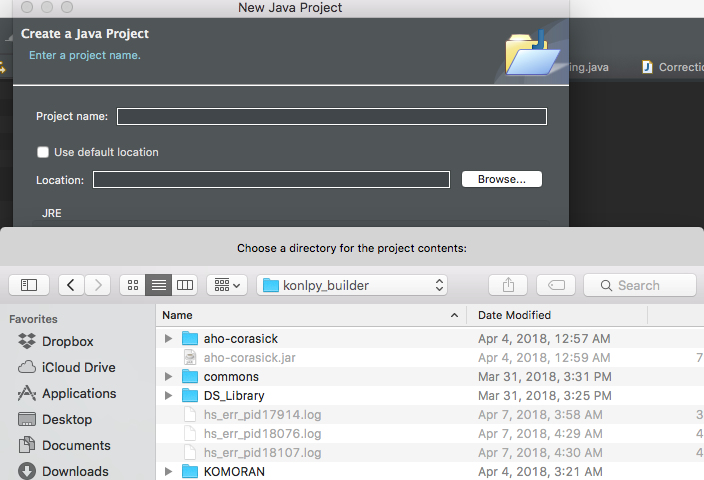 New Java Project
Create a Java Project
Enter a project name.
ing.java
Correctio
Project name:
Use default location
Location:
Browse...
JRE
Choose a directory for the project contents:
konlpy_builder
Search
Favorites
Dropbox
iCloud Drive
Applications
Desktop
Documents
Downloads
Name Date Modified
aho-corasick Apr 4, 2018, 12:57 AM
aho-corasick.jar Apr 4, 2018, 12:59 AM 7
commons Mar 31, 2018, 3:31 PM
DS_Library Mar 31, 2018, 3:25 PM
hs_err_pid17914.log Apr 7, 2018, 3:58 AM 3
hs_err_pid18076.log Apr 7, 2018, 4:29 AM 4
hs_err_pid18107.log Apr 7, 2018, 4:30 AM 4
KOMORAN Apr 4, 2018, 3:21 AM